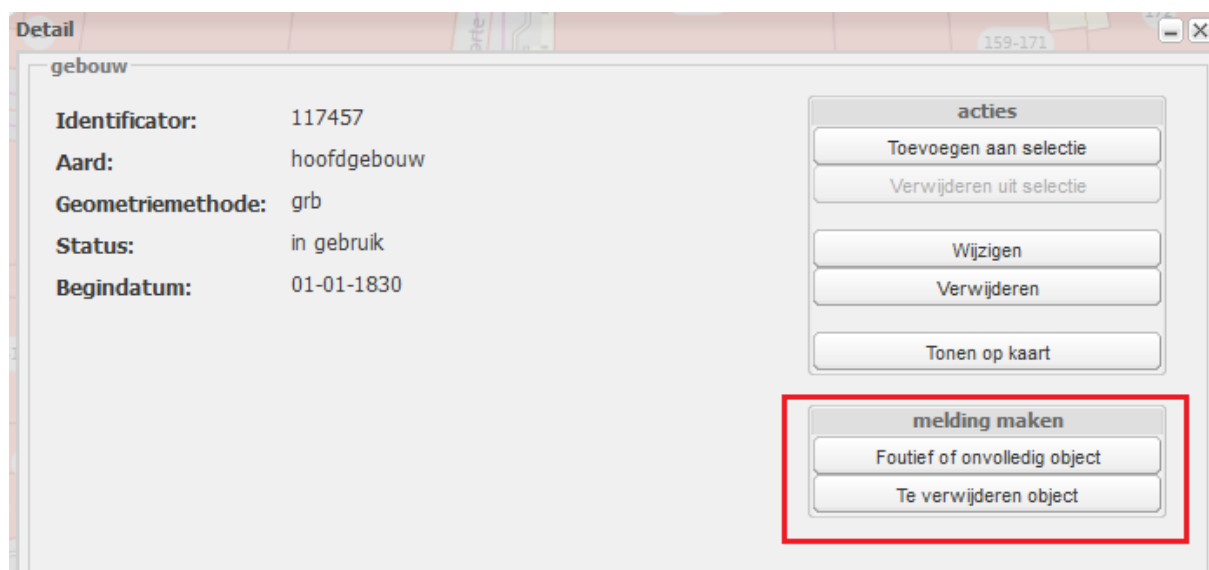 Detail
159-171
gebouw
Identificator: 117457
Aard: hoofdgebouw
Geometriemethode: grb
Status: in gebruik
Begindatum: 01-01-1830
acties
Toevoegen aan selectie
Verwijderen uit selectie
Wijzigen
Verwijderen
Tonen op kaart
melding maken
Foutief of onvolledig object
Te verwijderen object